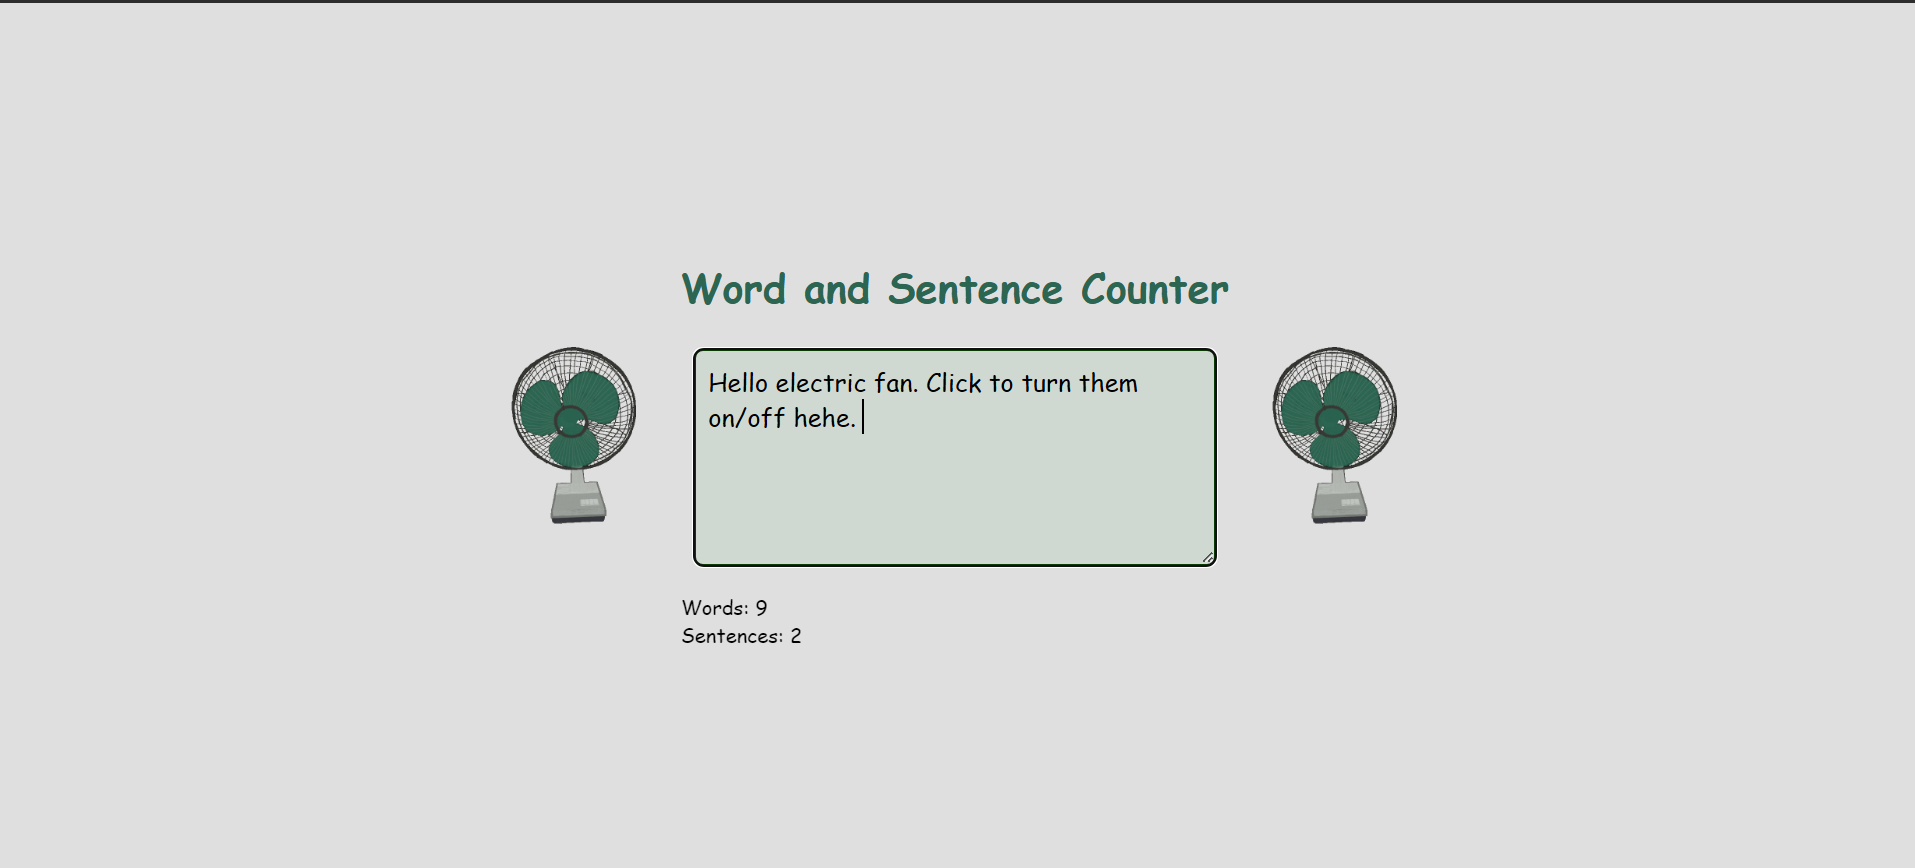 Word and Sentence Counter
Hello electric fan. Click to turn them
on/off hehe.
Words: 9
Sentences: 2